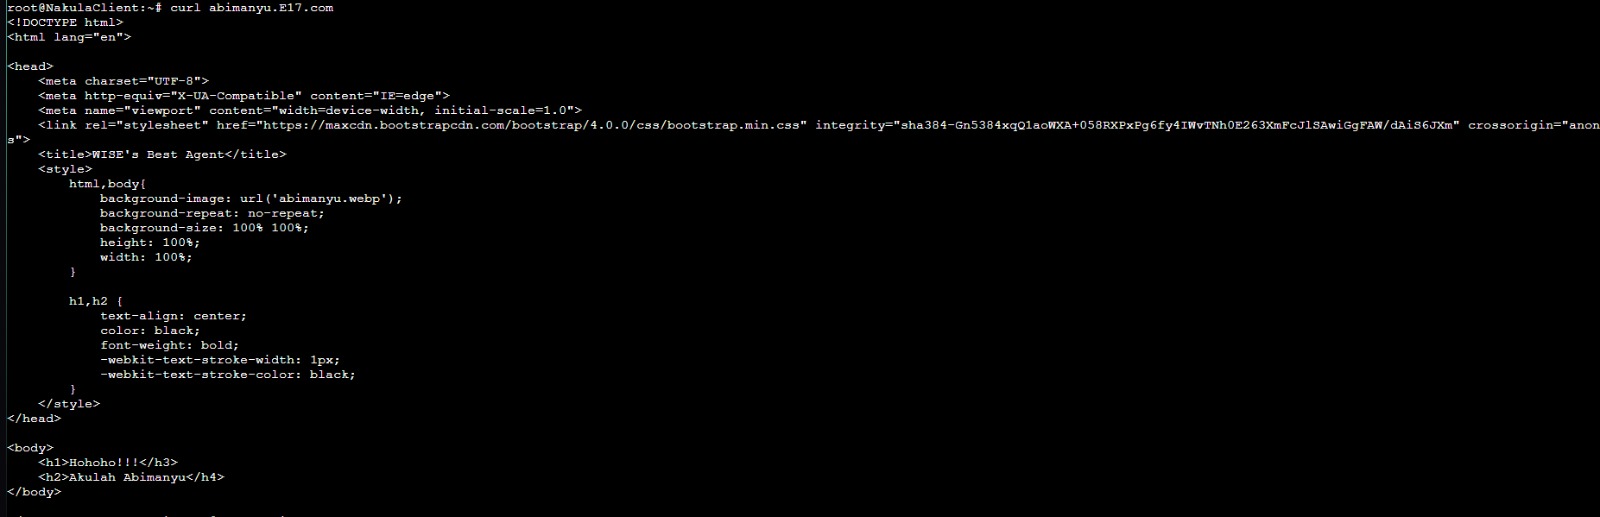 root@NakulaClient:~# curl abimanyu.E17.com
<!DOCTYPE html>
<html lang="en">
<head>
    <meta charset="UTF-8">
    <meta http-equiv="X-UA-Compatible" content="IE=edge">
    <meta name="viewport" content="width=device-width, initial-scale=1.0">
    <link rel="stylesheet" href="https://maxcdn.bootstrapcdn.com/bootstrap/4.0.0/css/bootstrap.min.css" integrity="sha384-Gn5384xqQ1aoWXA+058RXPxPg6fy4IWvTNh0E263XmFcJlSAwiGgFAW/dAiS6JXm" crossorigin="anon
s">
    <title>WISE's Best Agent</title>
    <style>
        html,body{
            background-image: url('abimanyu.webp');
            background-repeat: no-repeat;
            background-size: 100% 100%;
            height: 100%;
            width: 100%;
        }
        h1,h2 {
            text-align: center;
            color: black;
            font-weight: bold;
            -webkit-text-stroke-width: 1px;
            -webkit-text-stroke-color: black;
        }
    </style>
</head>
<body>
    <h1>Hohoho!!!</h3>
    <h2>Akulah Abimanyu</h4>
</body>